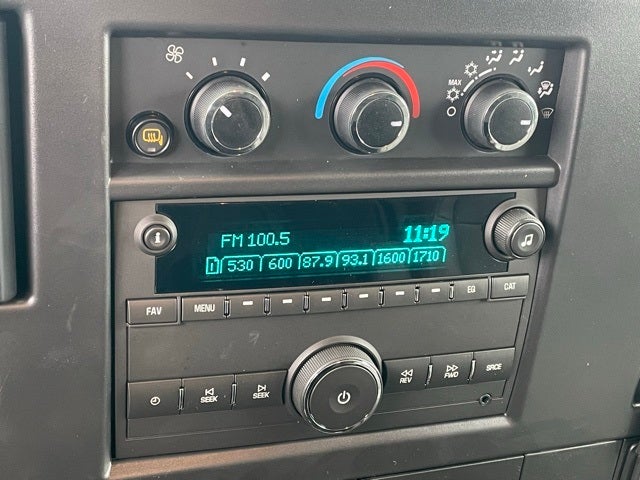 MAX
FM 100.5 11:19
1 530 600 87.9 93.1 1600 1710
i
FAV MENU EQ CAT
SEEK SEEK REV FWD SRCE